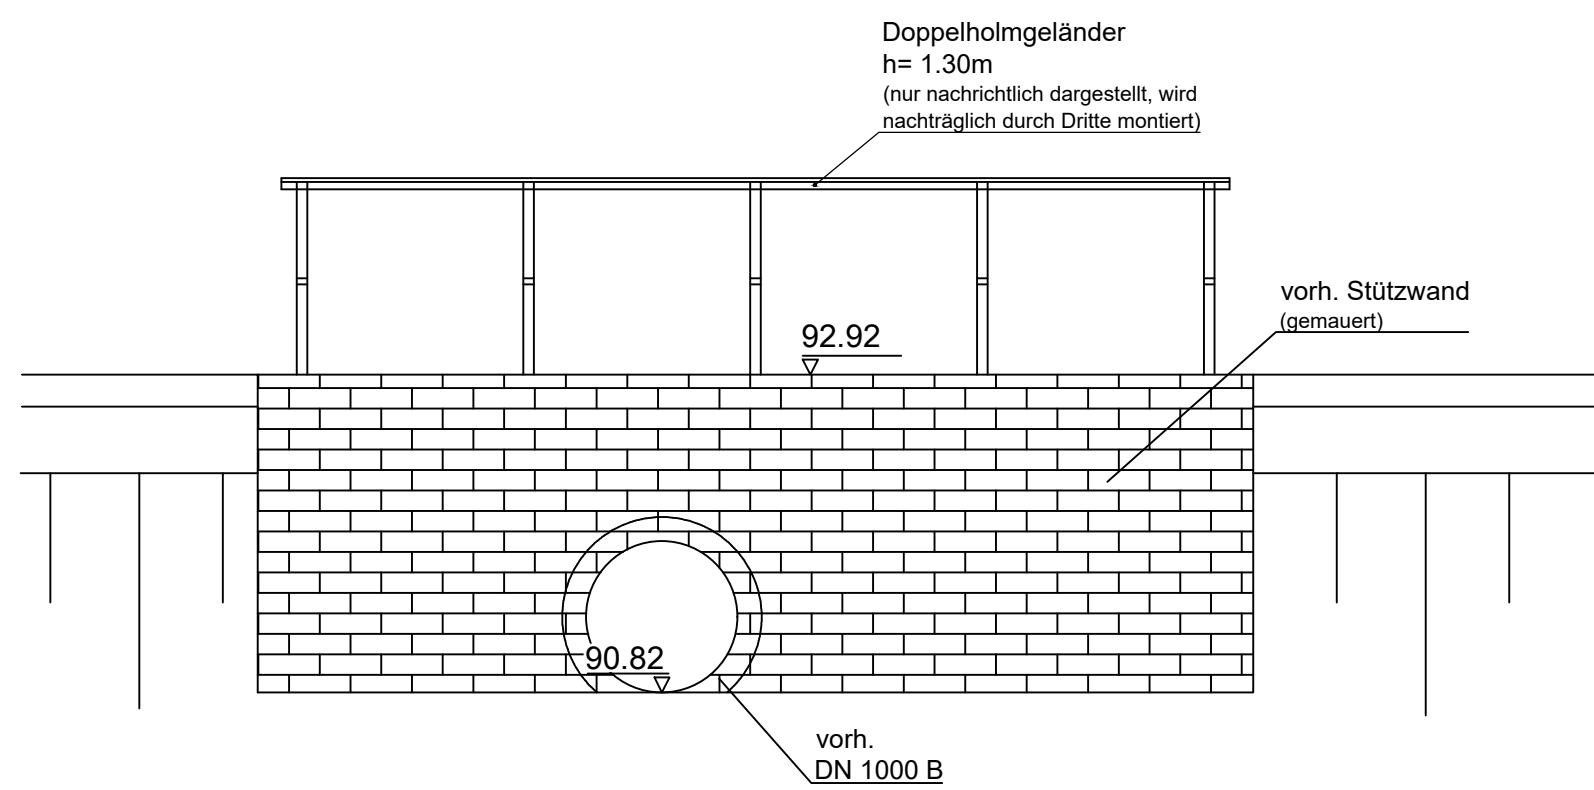 Doppelholmgeländer
h= 1.30m
(nur nachrichtlich dargestellt, wird
nachträglich durch Dritte montiert)
vorh. Stützwand
(gemauert)
92.92
90.82
vorh.
DN 1000 B